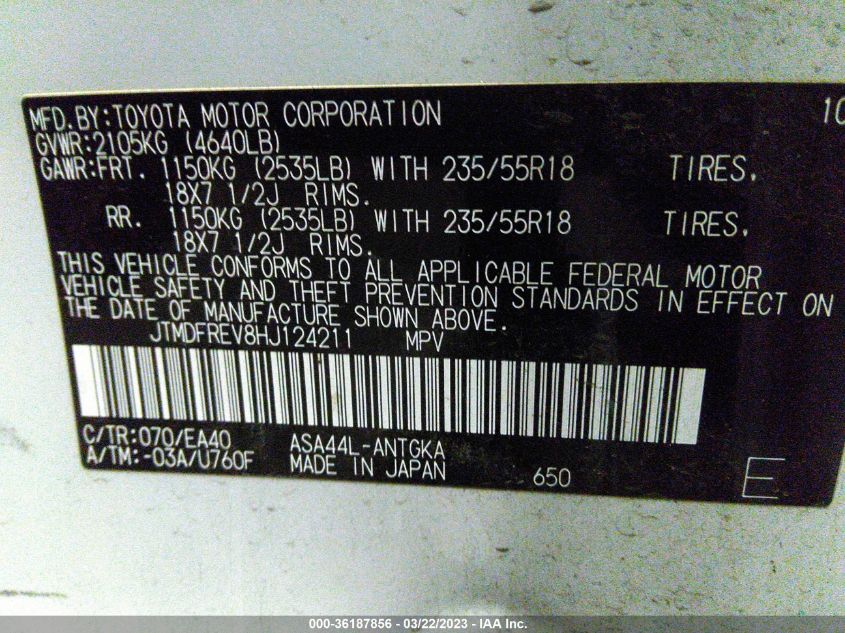 MFD.BY:TOYOTA MOTOR CORPORATION 10
GVWR:2105KG (4640LB)
GAWR:FRT. 1150KG (2535LB) WITH 235/55R18 TIRES.
18X7 1/2J RIMS.
RR. 1150KG (2535LB) WITH 235/55R18 TIRES.
18X7 1/2J RIMS.
THIS VEHICLE CONFORMS TO ALL APPLICABLE FEDERAL MOTOR
VEHICLE SAFETY AND THEFT PREVENTION STANDARDS IN EFFECT ON
THE DATE OF MANUFACTURE SHOWN ABOVE.
JTMDFREV8HJ124211 MPV
C/TR:070/EA40 ASA44L-ANTGKA
A/TM:-03A/U760F MADE IN JAPAN 650 E
000-36187856 - 03/22/2023 - IAA Inc.